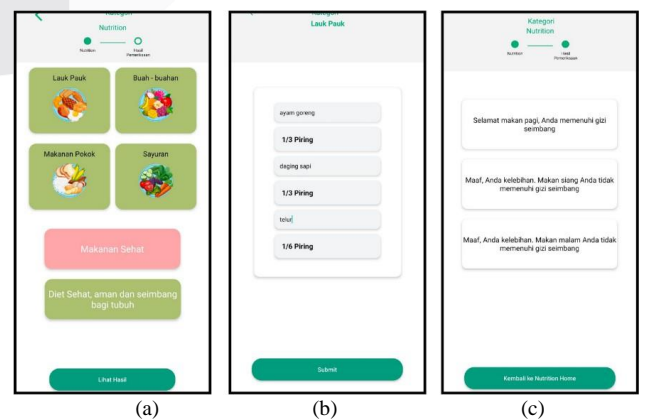 Kategori
Nutrition
Nutrition
Hasil
Pemeriksaan
Lauk Pauk
Buah - buahan
Makanan Pokok
Sayuran
Makanan Sehat
Diet Sehat, aman dan seimbang
bagi tubuh
Lihat Hasil
(a)
Kategori
Lauk Pauk
ayam goreng
1/3 Piring
daging sapi
1/3 Piring
telur
1/6 Piring
Submit
(b)
Kategori
Nutrition
Nutrition
Hasil
Pemeriksaan
Selamat makan pagi, Anda memenuhi gizi
seimbang
Maaf, Anda kelebihan. Makan siang Anda tidak
memenuhi gizi seimbang
Maaf, Anda kelebihan. Makan malam Anda tidak
memenuhi gizi seimbang
Kembali ke Nutrition Home
(c)